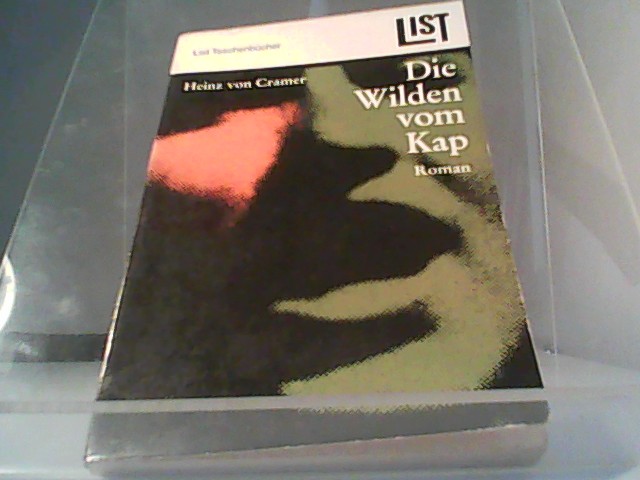 List Taschenbücher
LIST
Heinz von Cramer
Die
Wilden
vom
Kap
Roman